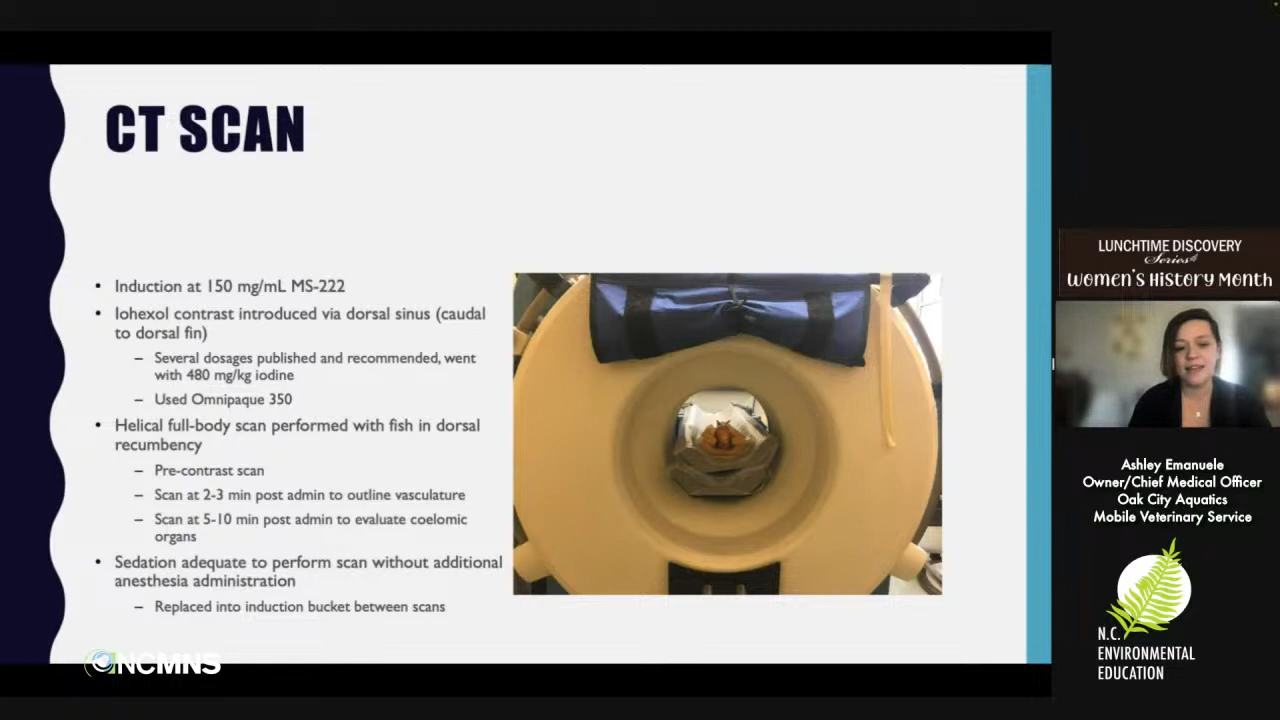 CT SCAN
• Induction at 150 mg/mL MS-222
• Iohexol contrast introduced via dorsal sinus (caudal
to dorsal fin)
– Several dosages published and recommended, went
with 480 mg/kg iodine
– Used Omnipaque 350
• Helical full-body scan performed with fish in dorsal
recumbency
– Pre-contrast scan
– Scan at 2-3 min post admin to outline vasculature
– Scan at 5-10 min post admin to evaluate coelomic
organs
• Sedation adequate to perform scan without additional
anesthesia administration
– Replaced into induction bucket between scans
NCMNS
LUNCHTIME DISCOVERY
Series
Women's History Month
Ashley Emanuele
Owner/Chief Medical Officer
Oak City Aquatics
Mobile Veterinary Service
N.C.
ENVIRONMENTAL
EDUCATION